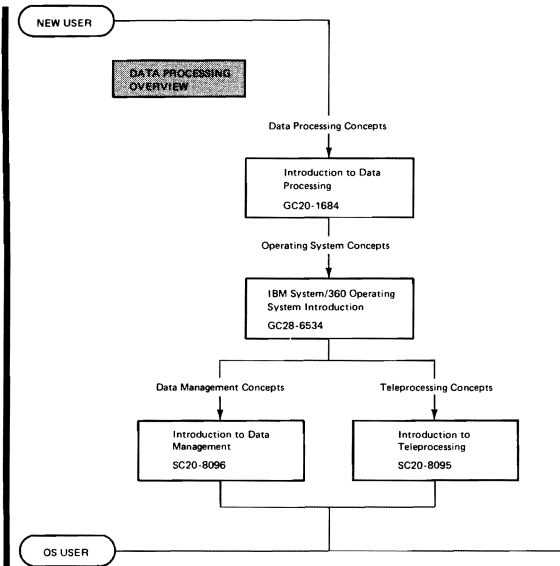 NEW USER
DATA PROCESSING
OVERVIEW
Data Processing Concepts
Introduction to Data
Processing
GC20-1684
Operating System Concepts
IBM System/360 Operating
System Introduction
GC28-6534
Data Management Concepts
Teleprocessing Concepts
Introduction to Data
Management
SC20-8096
Introduction to
Teleprocessing
SC20-8095
OS USER